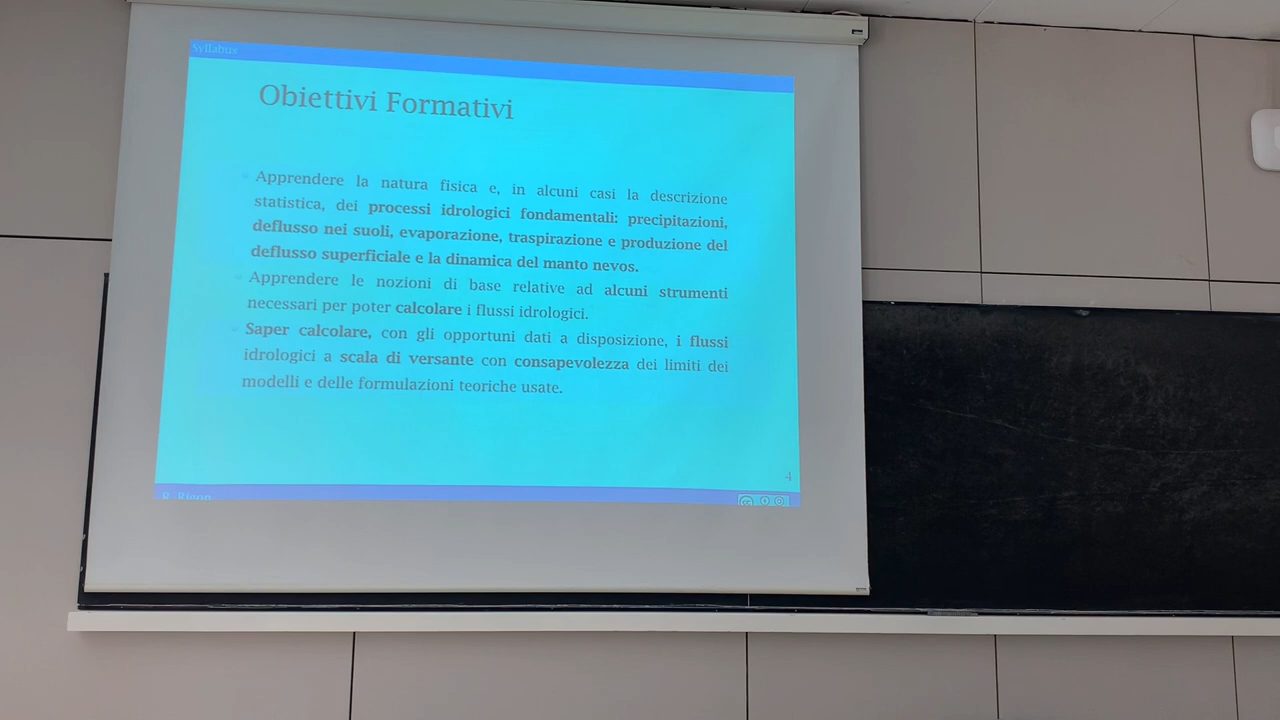 Syllabus
Obiettivi Formativi
Apprendere la natura fisica e, in alcuni casi la descrizione
statistica, dei processi idrologici fondamentali: precipitazioni,
deflusso nei suoli, evaporazione, traspirazione e produzione del
deflusso superficiale e la dinamica del manto nevos.
Apprendere le nozioni di base relative ad alcuni strumenti
necessari per poter calcolare i flussi idrologici.
Saper calcolare, con gli opportuni dati a disposizione, i flussi
idrologici a scala di versante con consapevolezza dei limiti dei
modelli e delle formulazioni teoriche usate.
4
R. Rigon
cc